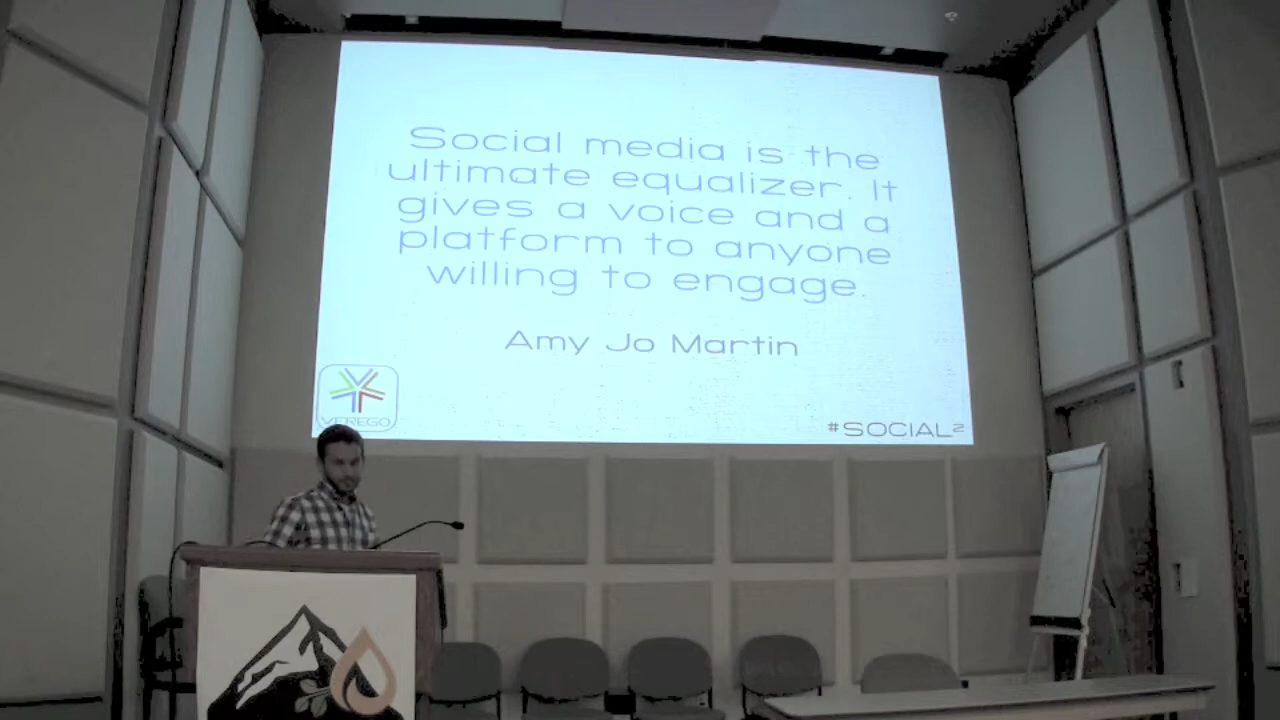 Social media is the
ultimate equalizer. It
gives a voice and a
platform to anyone
willing to engage.
Amy Jo Martin
VEREGO
#SOCIAL²